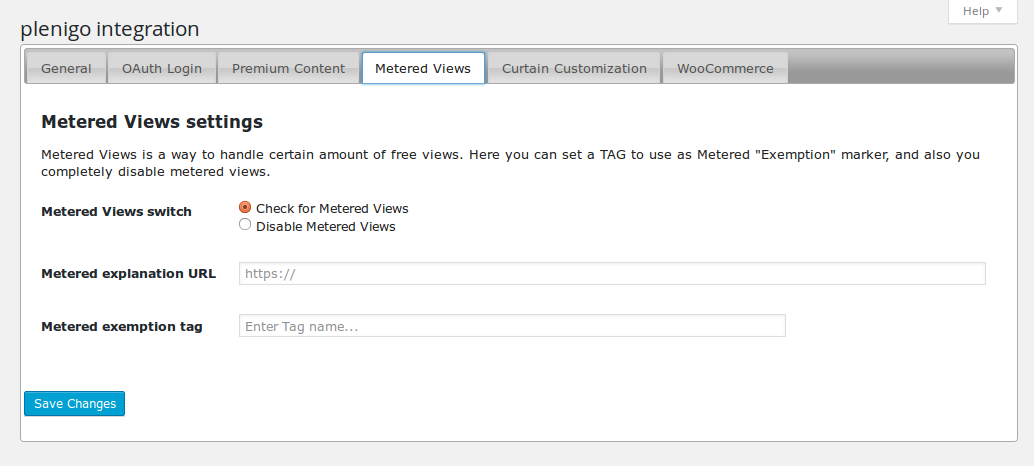 Help
plenigo integration
General OAuth Login Premium Content Metered Views Curtain Customization WooCommerce
Metered Views settings
Metered Views is a way to handle certain amount of free views. Here you can set a TAG to use as Metered "Exemption" marker, and also you
completely disable metered views.
Metered Views switch Check for Metered Views
Disable Metered Views
Metered explanation URL https://
Metered exemption tag Enter Tag name...
Save Changes